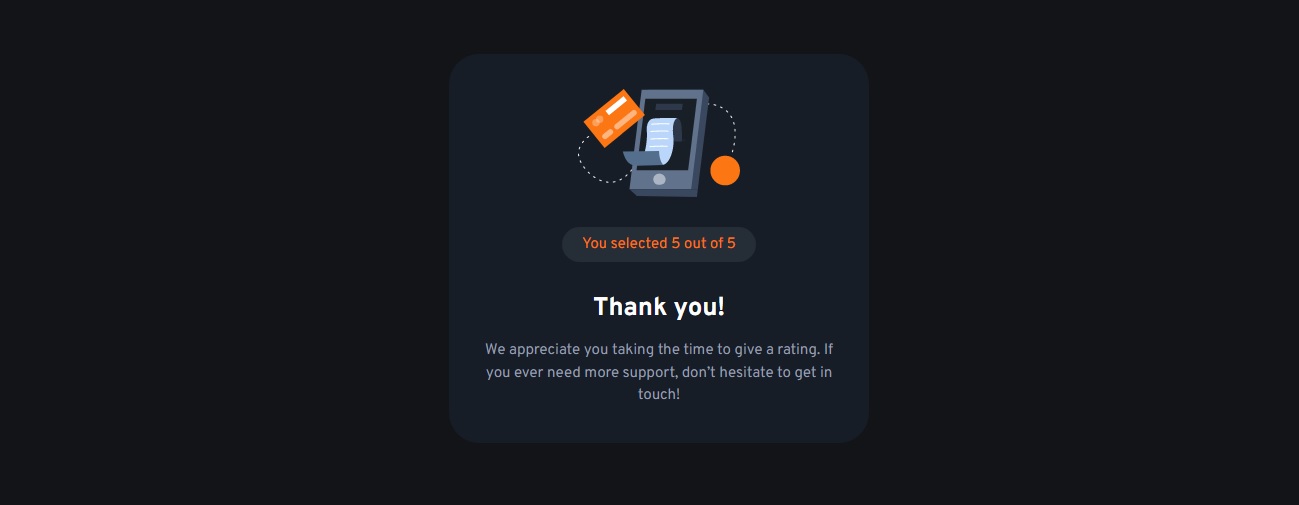 You selected 5 out of 5
Thank you!
We appreciate you taking the time to give a rating. If
you ever need more support, don't hesitate to get in
touch!